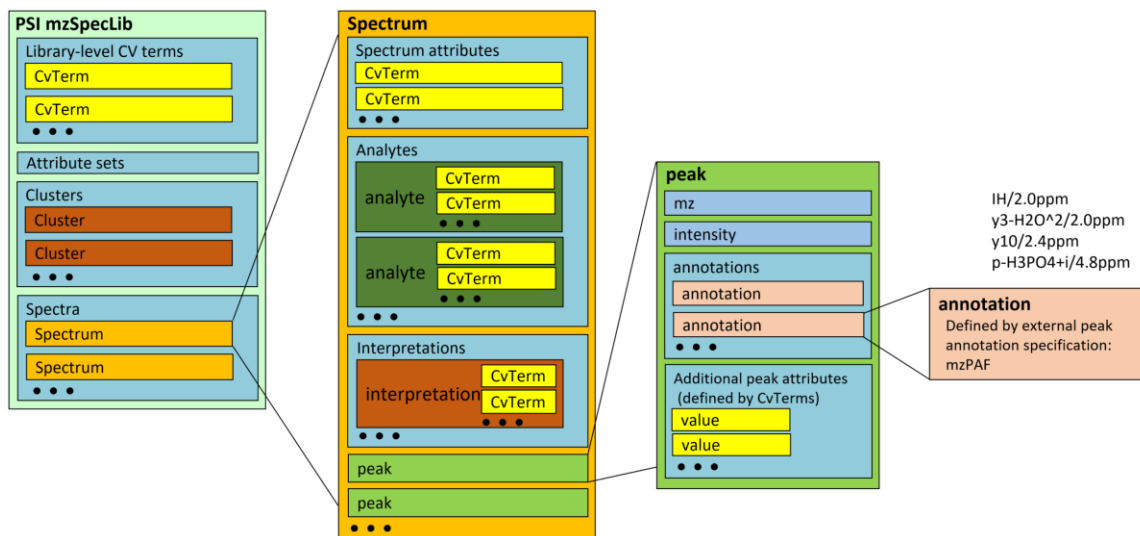 PSI mzSpecLib
Library-level CV terms
CvTerm
CvTerm
● ● ●
Attribute sets
Clusters
Cluster
Cluster
● ● ●
Spectra
Spectrum
Spectrum
● ● ●
Spectrum
Spectrum attributes
CvTerm
CvTerm
● ● ●
Analytes
analyte
CvTerm
CvTerm
● ● ●
analyte
CvTerm
CvTerm
● ● ●
● ● ●
Interpretations
interpretation
CvTerm
CvTerm
● ● ●
● ● ●
peak
peak
● ● ●
peak
mz
intensity
annotations
annotation
annotation
● ● ●
Additional peak attributes
(defined by CvTerms)
value
value
● ● ●
IH/2.0ppm
y3-H2O^2/2.0ppm
y10/2.4ppm
p-H3PO4+i/4.8ppm
annotation
Defined by external peak
annotation specification:
mzPAF